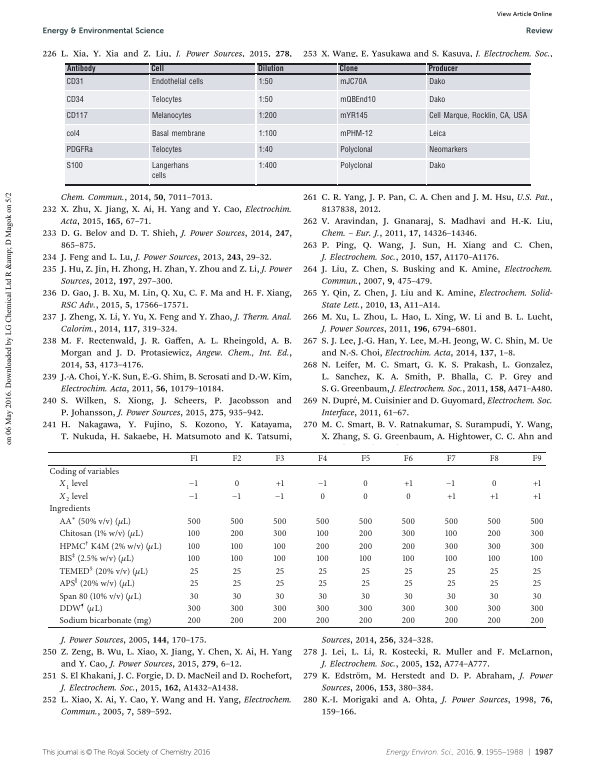 View Article Online
Energy & Environmental Science
Review
226 L. Xia, Y. Xia and Z. Liu, J. Power Sources, 2015, 278,
253 X. Wang, E. Yasukawa and S. Kasuya, J. Electrochem. Soc.,
Antibody Cell Dilution Clone Producer
CD31 Endothelial cells 1:50 mJC70A Dako
CD34 Telocytes 1:50 mQBEnd10 Dako
CD117 Melanocytes 1:200 mYR145 Cell Marque, Rocklin, CA, USA
col4 Basal membrane 1:100 mPHM-12 Leica
PDGFRa Telocytes 1:40 Polyclonal Neomarkers
S100 Langerhans 1:400 Polyclonal Dako
cells
Chem. Commun., 2014, 50, 7011–7013.
232 X. Zhu, X. Jiang, X. Ai, H. Yang and Y. Cao, Electrochim.
Acta, 2015, 165, 67–71.
233 D. G. Belov and D. T. Shieh, J. Power Sources, 2014, 247,
865–875.
234 J. Feng and L. Lu, J. Power Sources, 2013, 243, 29–32.
235 J. Hu, Z. Jin, H. Zhong, H. Zhan, Y. Zhou and Z. Li, J. Power
Sources, 2012, 197, 297–300.
236 D. Gao, J. B. Xu, M. Lin, Q. Xu, C. F. Ma and H. F. Xiang,
RSC Adv., 2015, 5, 17566–17571.
237 J. Zheng, X. Li, Y. Yu, X. Feng and Y. Zhao, J. Therm. Anal.
Calorim., 2014, 117, 319–324.
238 M. F. Rectenwald, J. R. Gaffen, A. L. Rheingold, A. B.
Morgan and J. D. Protasiewicz, Angew. Chem., Int. Ed.,
2014, 53, 4173–4176.
239 J.-A. Choi, Y.-K. Sun, E.-G. Shim, B. Scrosati and D.-W. Kim,
Electrochim. Acta, 2011, 56, 10179–10184.
240 S. Wilken, S. Xiong, J. Scheers, P. Jacobsson and
P. Johansson, J. Power Sources, 2015, 275, 935–942.
241 H. Nakagawa, Y. Fujino, S. Kozono, Y. Katayama,
T. Nukuda, H. Sakaebe, H. Matsumoto and K. Tatsumi,
261 C. R. Yang, J. P. Pan, C. A. Chen and J. M. Hsu, U.S. Pat.,
8137838, 2012.
262 V. Aravindan, J. Gnanaraj, S. Madhavi and H.-K. Liu,
Chem. – Eur. J., 2011, 17, 14326–14346.
263 P. Ping, Q. Wang, J. Sun, H. Xiang and C. Chen,
J. Electrochem. Soc., 2010, 157, A1170–A1176.
264 J. Liu, Z. Chen, S. Busking and K. Amine, Electrochem.
Commun., 2007, 9, 475–479.
265 Y. Qin, Z. Chen, J. Liu and K. Amine, Electrochem. Solid-
State Lett., 2010, 13, A11–A14.
266 M. Xu, L. Zhou, L. Hao, L. Xing, W. Li and B. L. Lucht,
J. Power Sources, 2011, 196, 6794–6801.
267 S. J. Lee, J.-G. Han, Y. Lee, M.-H. Jeong, W. C. Shin, M. Ue
and N.-S. Choi, Electrochim. Acta, 2014, 137, 1–8.
268 N. Leifer, M. C. Smart, G. K. S. Prakash, L. Gonzalez,
L. Sanchez, K. A. Smith, P. Bhalla, C. P. Grey and
S. G. Greenbaum, J. Electrochem. Soc., 2011, 158, A471–A480.
269 N. Dupré, M. Cuisinier and D. Guyomard, Electrochem. Soc.
Interface, 2011, 61–67.
270 M. C. Smart, B. V. Ratnakumar, S. Surampudi, Y. Wang,
X. Zhang, S. G. Greenbaum, A. Hightower, C. C. Ahn and
F1 F2 F3 F4 F5 F6 F7 F8 F9
Coding of variables
X1 level −1 0 +1 −1 0 +1 −1 0 +1
X2 level −1 −1 −1 0 0 0 +1 +1 +1
Ingredients
AA* (50% v/v) (μL) 500 500 500 500 500 500 500 500 500
Chitosan (1% w/v) (μL) 100 200 300 100 200 300 100 200 300
HPMC† K4M (2% w/v) (μL) 100 100 100 200 200 200 300 300 300
BIS‡ (2.5% w/v) (μL) 100 100 100 100 100 100 100 100 100
TEMED§ (20% v/v) (μL) 25 25 25 25 25 25 25 25 25
APS‖ (20% w/v) (μL) 25 25 25 25 25 25 25 25 25
Span 80 (10% v/v) (μL) 30 30 30 30 30 30 30 30 30
DDW¶ (μL) 300 300 300 300 300 300 300 300 300
Sodium bicarbonate (mg) 200 200 200 200 200 200 200 200 200
J. Power Sources, 2005, 144, 170–175.
250 Z. Zeng, B. Wu, L. Xiao, X. Jiang, Y. Chen, X. Ai, H. Yang
and Y. Cao, J. Power Sources, 2015, 279, 6–12.
251 S. El Khakani, J. C. Forgie, D. D. MacNeil and D. Rochefort,
J. Electrochem. Soc., 2015, 162, A1432–A1438.
252 L. Xiao, X. Ai, Y. Cao, Y. Wang and H. Yang, Electrochem.
Commun., 2005, 7, 589–592.
Sources, 2014, 256, 324–328.
278 J. Lei, L. Li, R. Kostecki, R. Muller and F. McLarnon,
J. Electrochem. Soc., 2005, 152, A774–A777.
279 K. Edström, M. Herstedt and D. P. Abraham, J. Power
Sources, 2006, 153, 380–384.
280 K.-I. Morigaki and A. Ohta, J. Power Sources, 1998, 76,
159–166.
on 06 May 2016. Downloaded by LG Chemical Ltd R &amp; D Magak on 5/2
This journal is © The Royal Society of Chemistry 2016
Energy Environ. Sci., 2016, 9, 1955–1988 | 1987